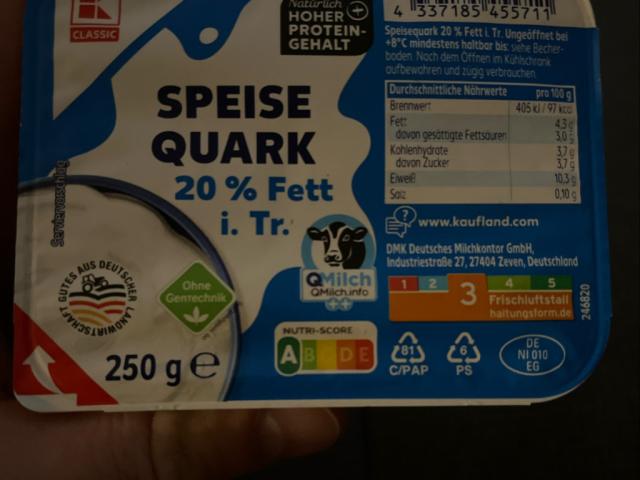 CLASSIC
Natürlich
HOHER
PROTEIN-
GEHALT
4 337185 455711
Speisequark 20 % Fett i. Tr. Ungeöffnet bei
+8°C mindestens haltbar bis: siehe Becher-
boden. Nach dem Öffnen im Kühlschrank
aufbewahren und zügig verbrauchen.
SPEISE
QUARK
20 % Fett
i. Tr.
Durchschnittliche Nährwerte pro 100 g
Brennwert 405 kJ / 97 kcal
Fett 4,3 g
davon gesättigte Fettsäuren 3,0 g
Kohlenhydrate 3,7 g
davon Zucker 3,7 g
Eiweiß 10,3 g
Salz 0,10 g
www.kaufland.com
DMK Deutsches Milchkontor GmbH,
Industriestraße 27, 27404 Zeven, Deutschland
Serviervorschlag
GUTES AUS DEUTSCHER
LANDWIRTSCHAFT
Ohne
Gentechnik
QMilch
QMilch.info
++
1 2 3 4 5
Frischluftstall
haltungsform.de
246820
250 g e
NUTRI-SCORE
A B C D E
81
C/PAP
6
PS
DE
NI 010
EG